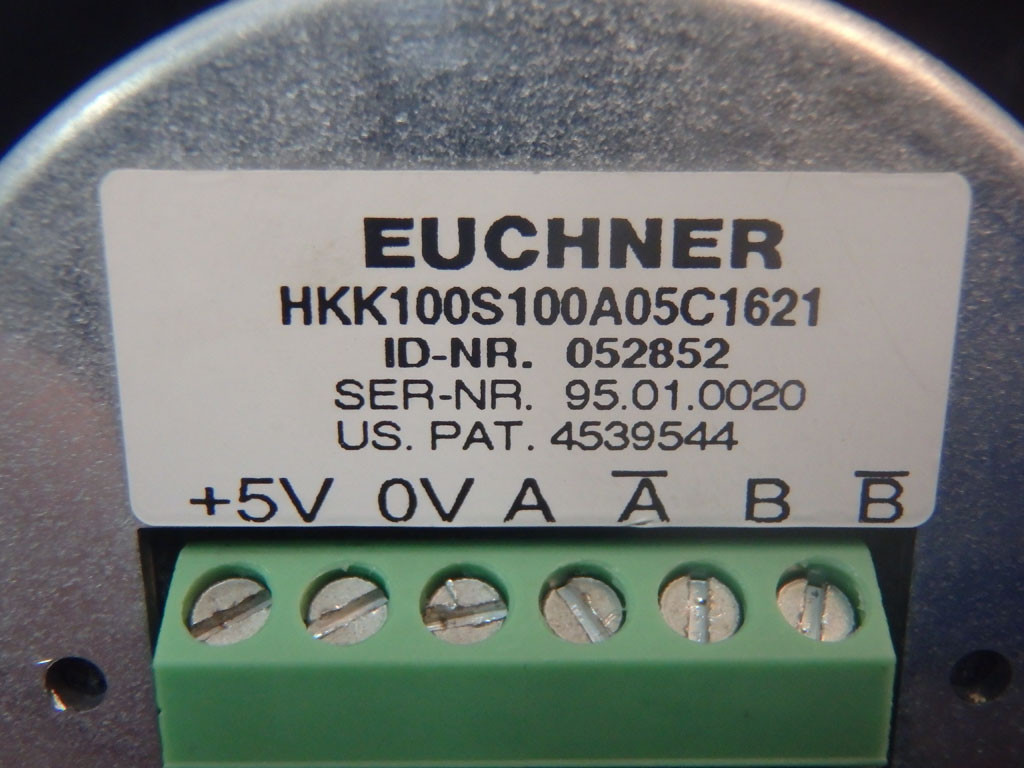 EUCHNER
HKK100S100A05C1621
ID-NR. 052852
SER-NR. 95.01.0020
US. PAT. 4539544
+5V 0V A A̅ B B̅